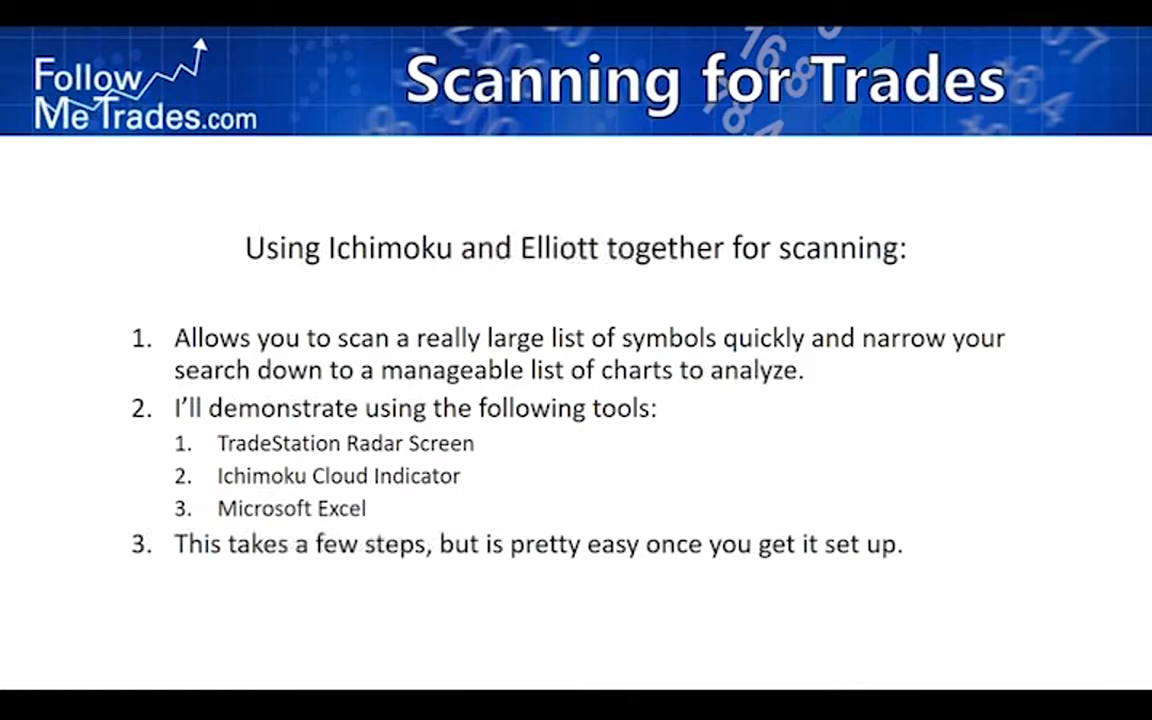 Follow
MeTrades.com
Scanning for Trades
Using Ichimoku and Elliott together for scanning:
1. Allows you to scan a really large list of symbols quickly and narrow your
search down to a manageable list of charts to analyze.
2. I'll demonstrate using the following tools:
1. TradeStation Radar Screen
2. Ichimoku Cloud Indicator
3. Microsoft Excel
3. This takes a few steps, but is pretty easy once you get it set up.